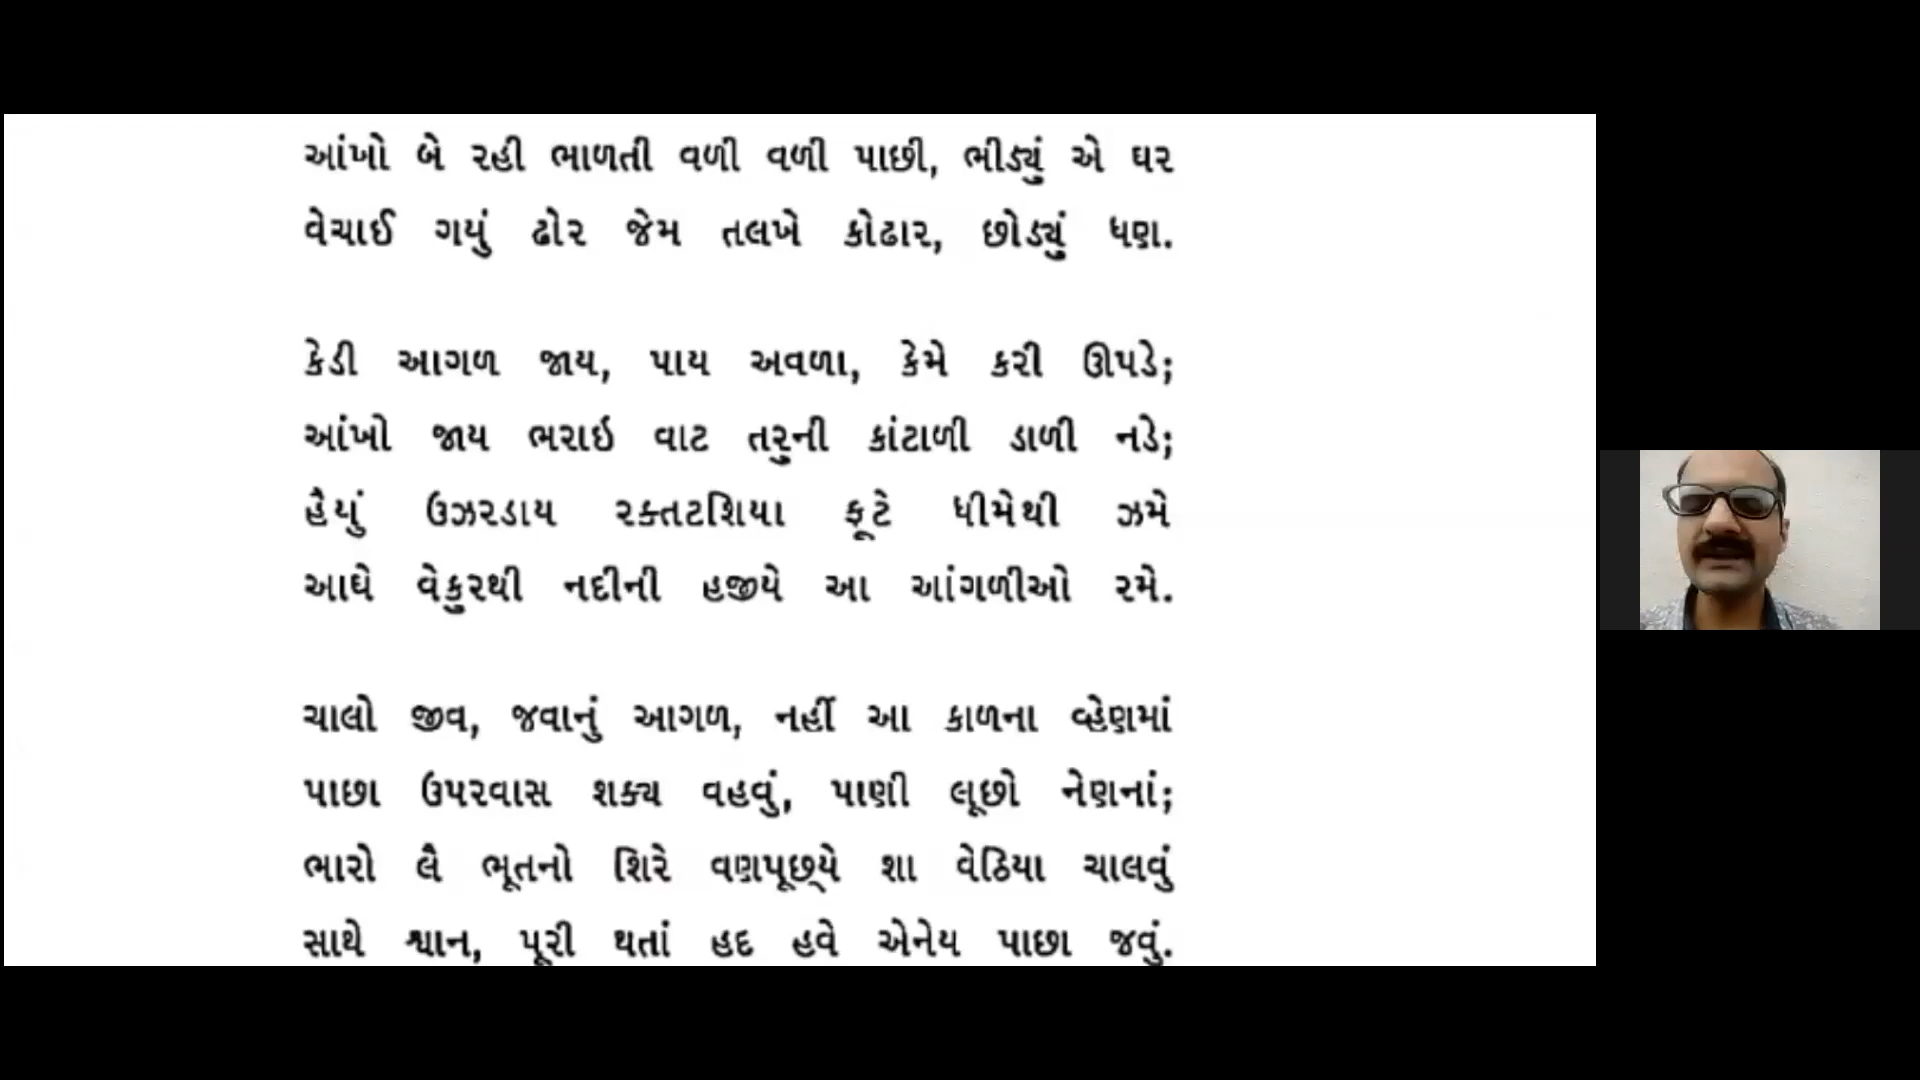 આંખો બે રહી ભાળતી વળી વળી પાછી, ભીડ્યું એ ઘર
વેચાઈ ગયું ઢોર જેમ તલખે કોઢાર, છોડ્યું ધણ.
કેડી આગળ જાય, પાય અવળા, કેમે કરી ઊપડે;
આંખો જાય ભરાઇ વાટ તરુની કાંટાળી ડાળી નડે;
હૈયું ઉઝરડાય રક્તટશિયા ફૂટે ધીમેથી ઝમે
આઘે વેકુરથી નદીની હજીયે આ આંગળીઓ રમે.
ચાલો જીવ, જવાનું આગળ, નહીં આ કાળના વ્હેણમાં
પાછા ઉપરવાસ શક્ય વહવું, પાણી લૂછો નેણનાં;
ભારો લૈ ભૂતનો શિરે વણપૂછ્યે શા વેઠિયા ચાલવું
સાથે શ્વાન, પૂરી થતાં હદ હવે એનેય પાછા જવું.